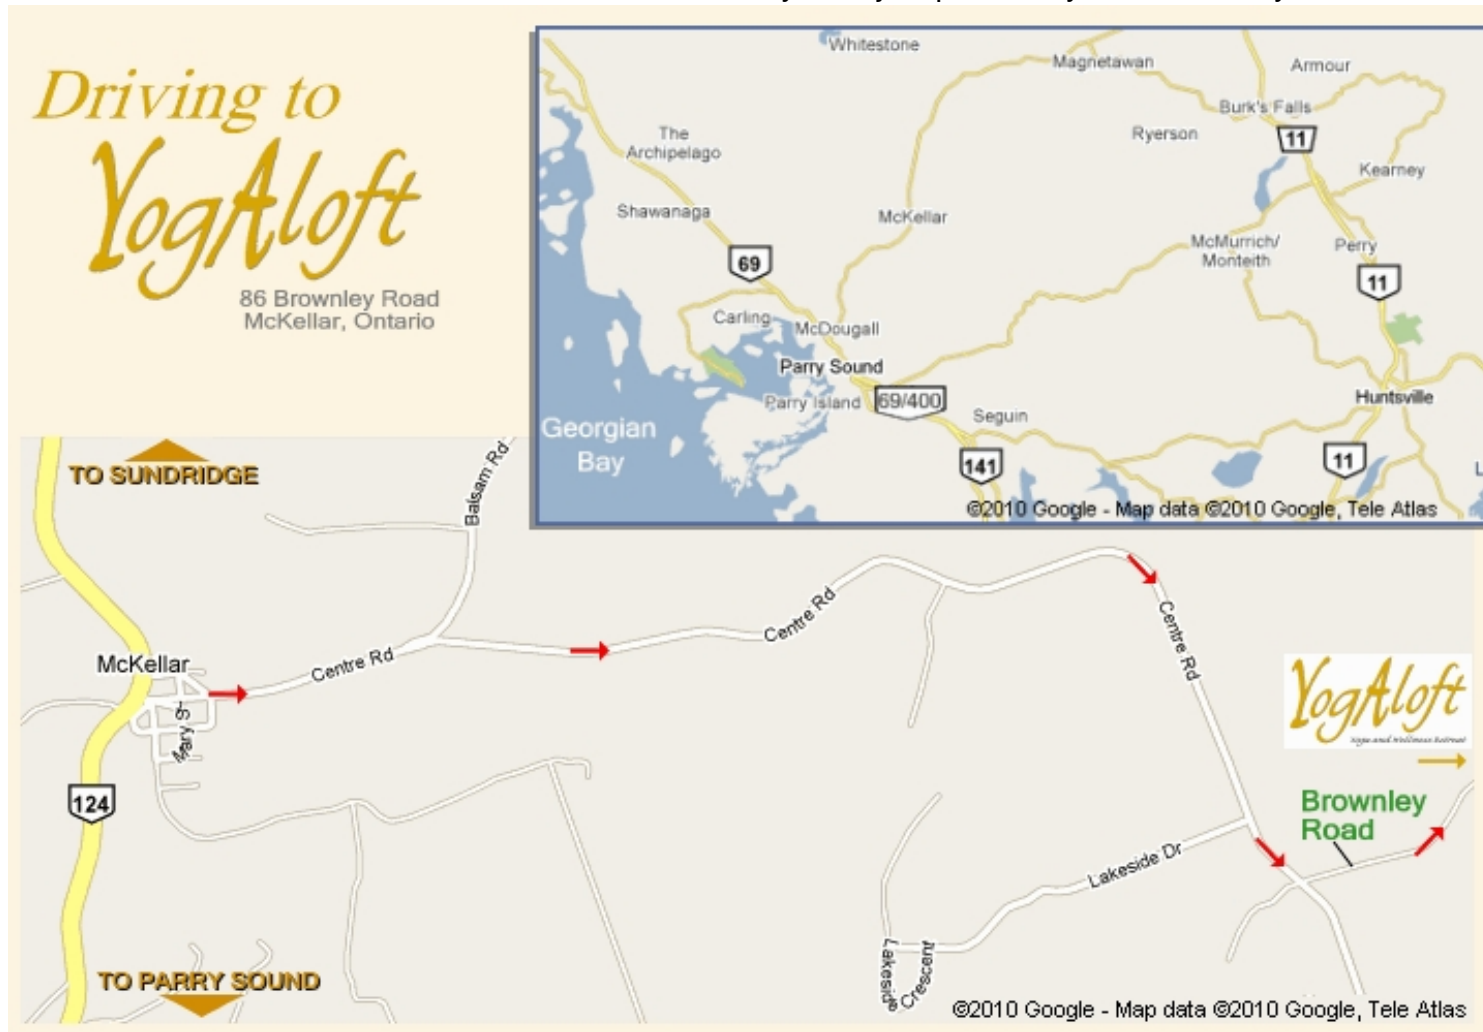 Driving to
YogAloft
86 Brownley Road
McKellar, Ontario
Whitestone
Magnetawan
Armour
Burk's Falls
The
Archipelago
Ryerson
11
Kearney
Shawanaga
McKellar
McMurrich/
Monteith
Perry
69
11
Carling
McDougall
Parry Sound
Parry Island
69/400
Seguin
Huntsville
Georgian
Bay
141
11
©2010 Google - Map data ©2010 Google, Tele Atlas
TO SUNDRIDGE
Balsam Rd
Centre Rd
Centre Rd
Centre Rd
McKellar
Mary St
124
YogAloft
Yoga and Wellness Retreat
Brownley
Road
Lakeside Dr
Lakeside
Crescent
TO PARRY SOUND
©2010 Google - Map data ©2010 Google, Tele Atlas